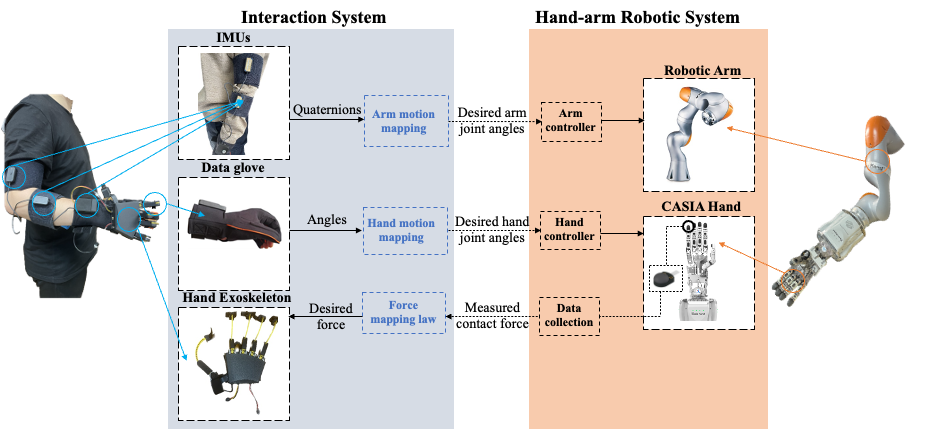 Interaction System
Hand-arm Robotic System
IMUs
Quaternions
Arm motion
mapping
Desired arm
joint angles
Arm
controller
Robotic Arm
Data glove
Angles
Hand motion
mapping
Desired hand
joint angles
Hand
controller
CASIA Hand
Hand Exoskeleton
Desired
force
Force
mapping law
Measured
contact force
Data
collection